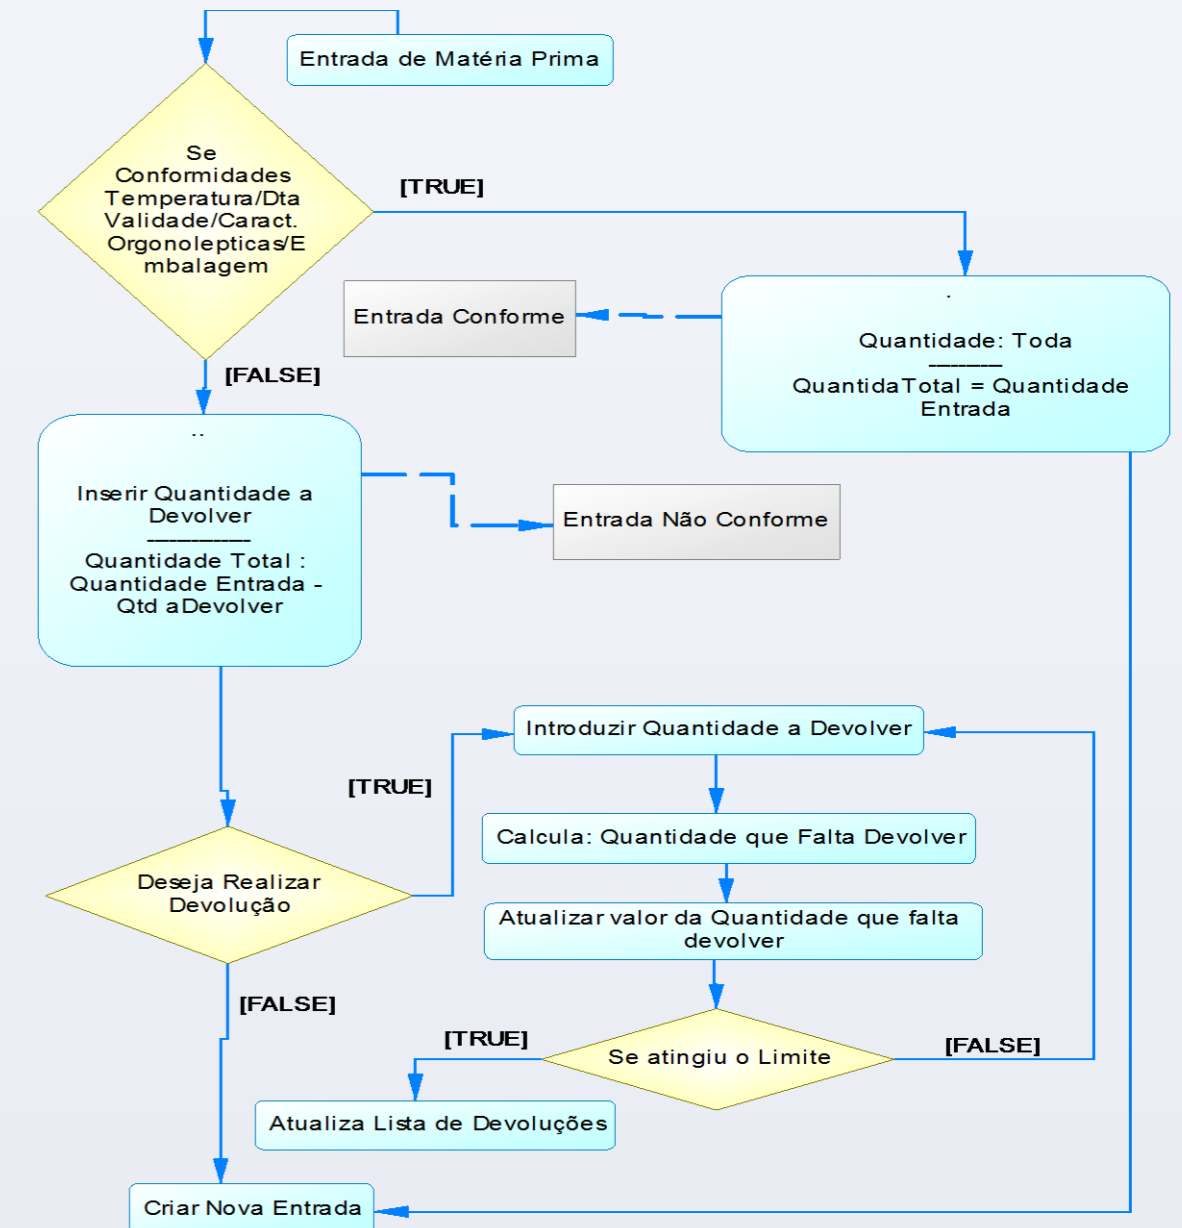 Entrada de Matéria Prima
Se
Conformidades
Temperatura/Dta
Validade/Caract.
Orgonolepticas/E
mbalagem
[TRUE]
Entrada Conforme
.
Quantidade: Toda
-----------
QuantidaTotal = Quantidade
Entrada
[FALSE]
..
Inserir Quantidade a
Devolver
---------------
Quantidade Total :
Quantidade Entrada -
Qtd aDevolver
Entrada Não Conforme
Introduzir Quantidade a Devolver
[TRUE]
Calcula: Quantidade que Falta Devolver
Deseja Realizar
Devolução
Atualizar valor da Quantidade que falta
devolver
[FALSE]
[TRUE]
Se atingiu o Limite
[FALSE]
Atualiza Lista de Devoluções
Criar Nova Entrada